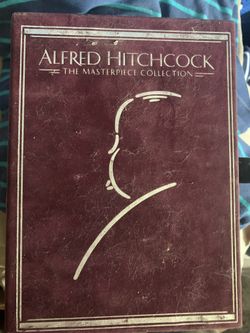 ALFRED HITCHCOCK
THE MASTERPIECE COLLECTION